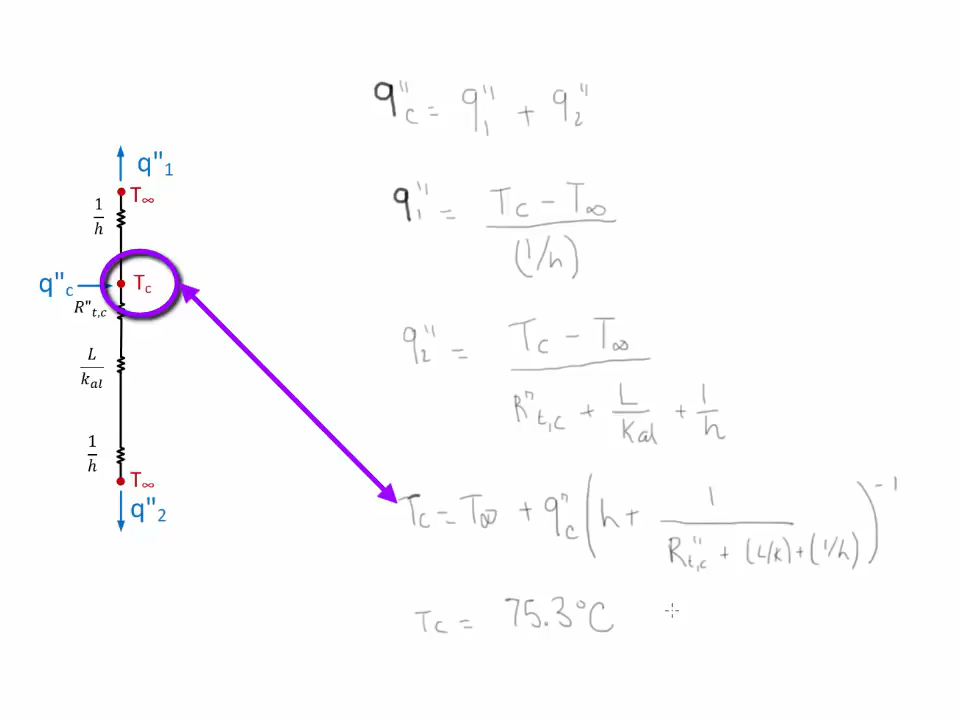 q"c = q"1 + q"2
q"1
T∞
1/h
q"1 = (Tc − T∞)/(1/h)
q"c
Tc
R"t,c
q"2 = (Tc − T∞)/(R"t,c + L/kal + 1/h)
L/kal
1/h
T∞
q"2
Tc = T∞ + q"c (h + 1/(R"t,c + (L/k) + (1/h)))⁻¹
Tc = 75.3°C